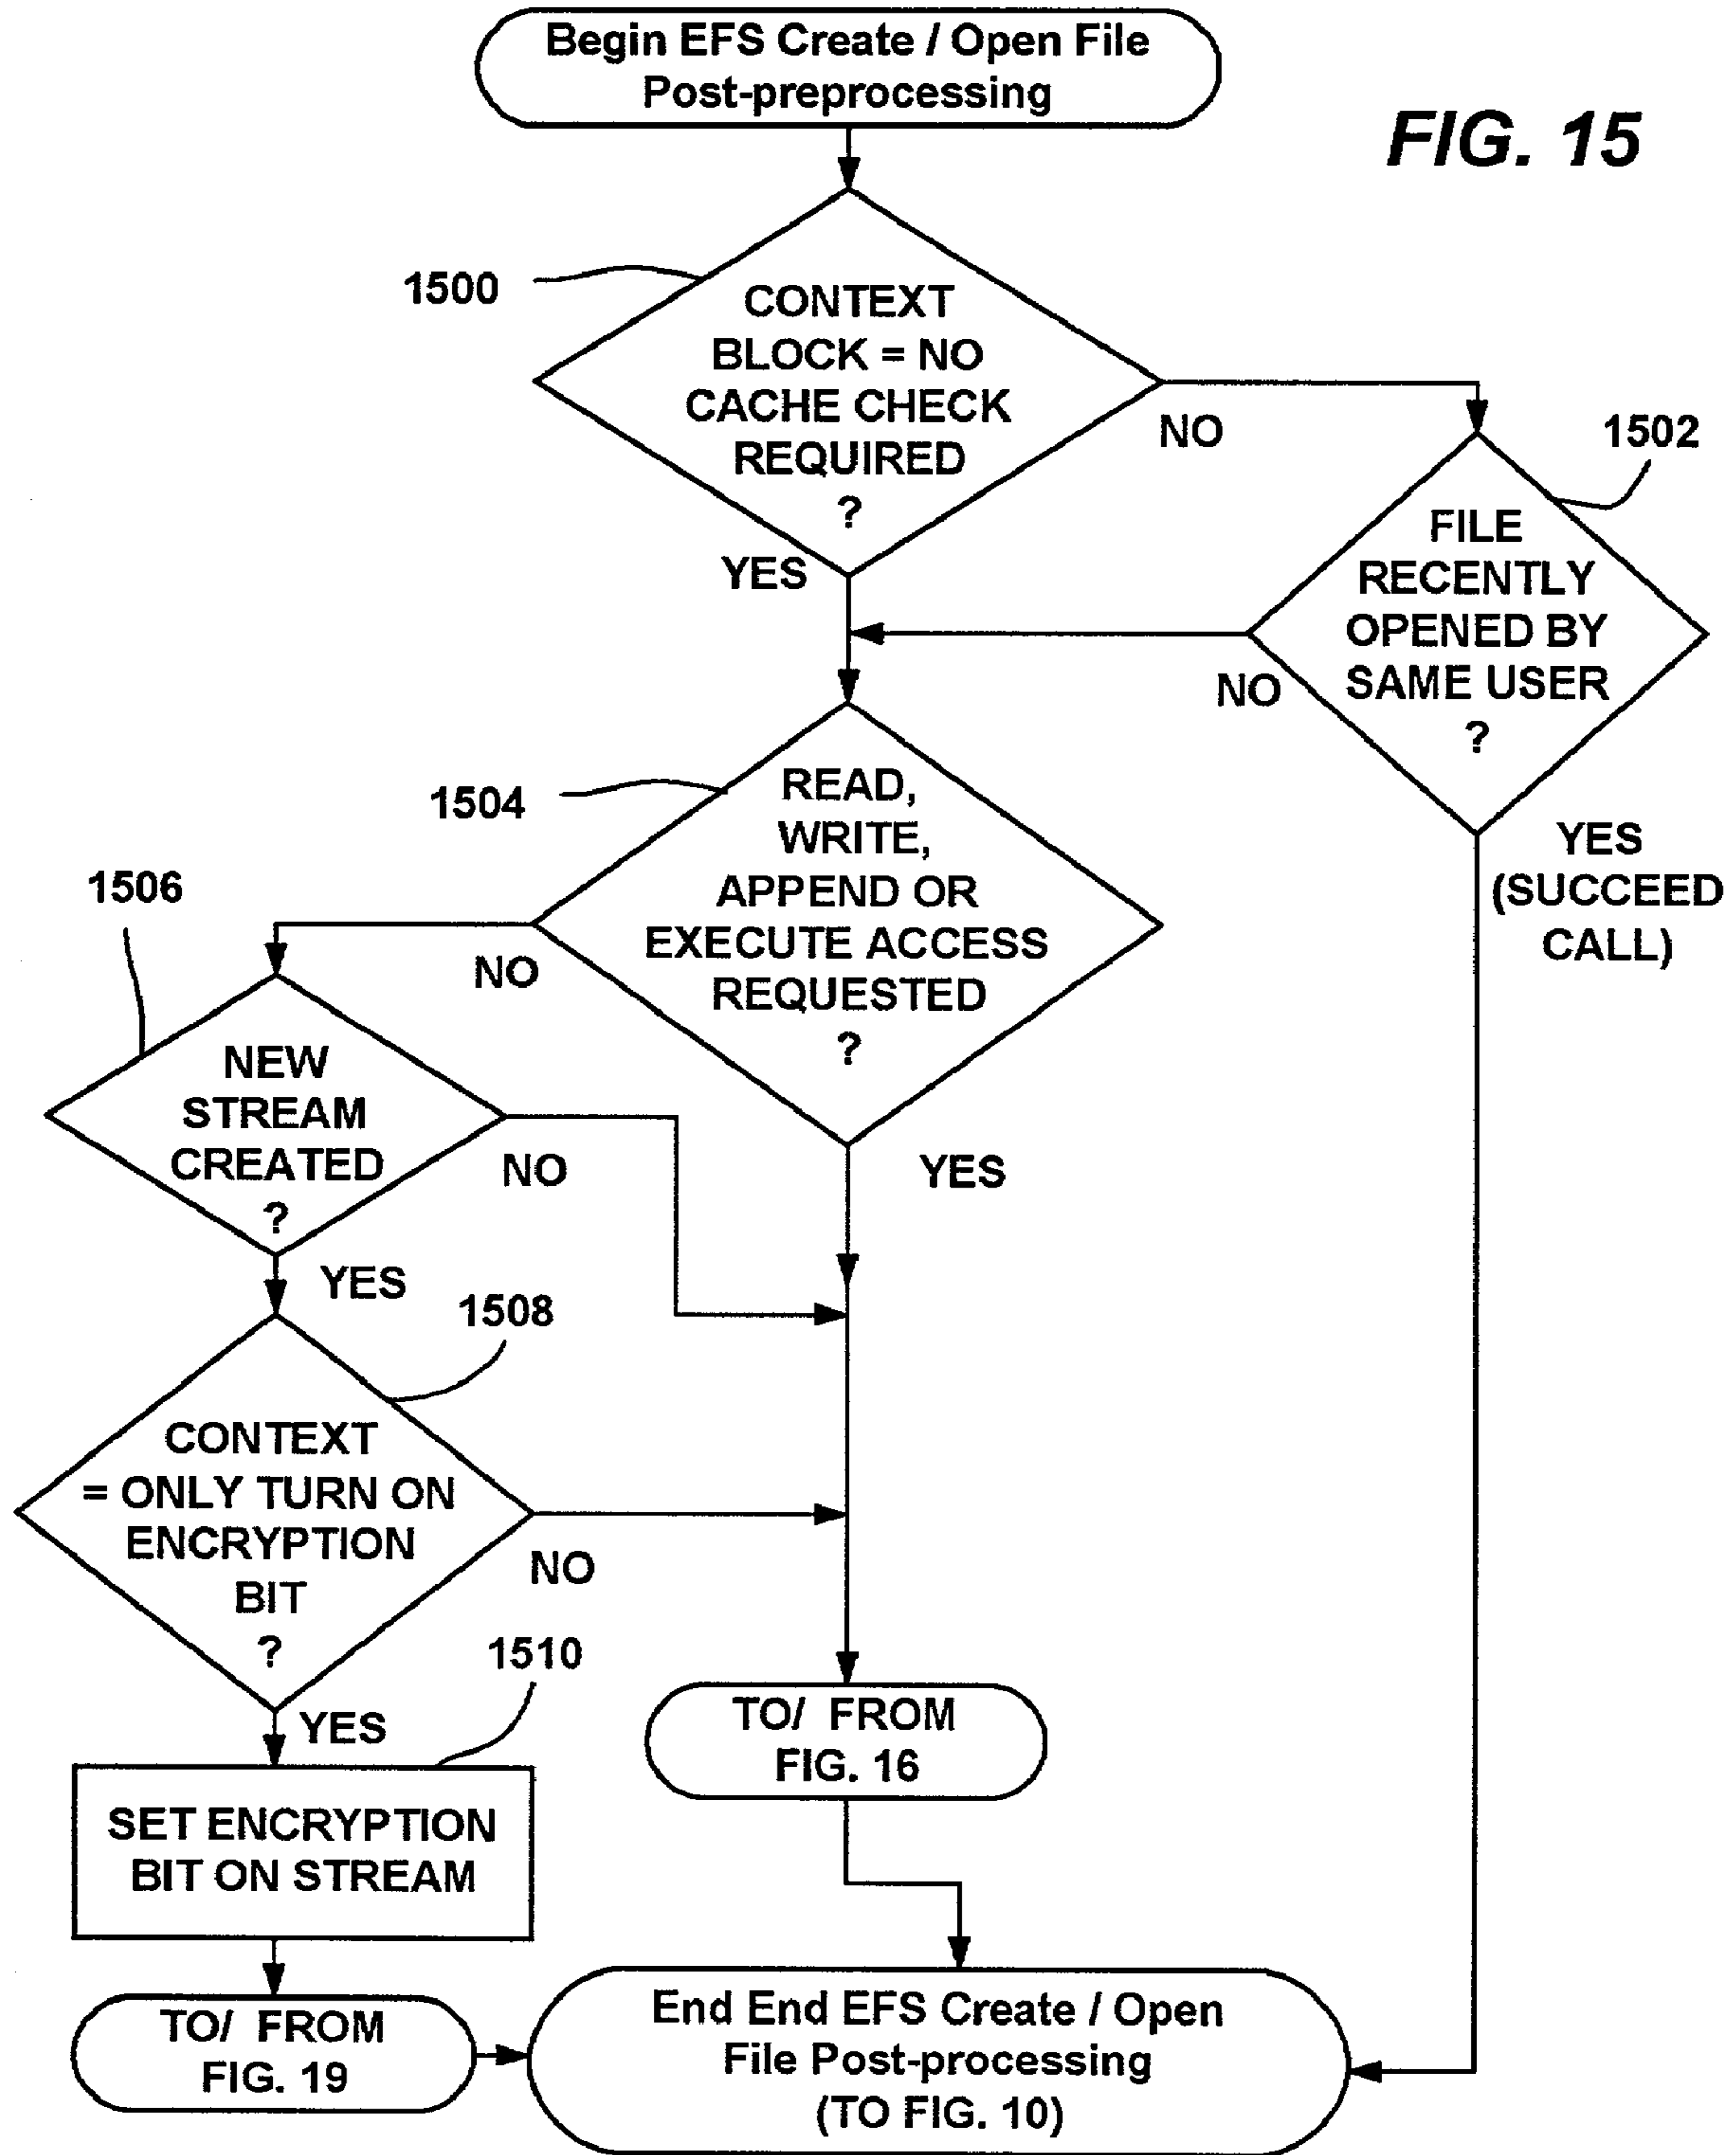 Begin EFS Create / Open File
Post-preprocessing
FIG. 15
1500
CONTEXT
BLOCK = NO
CACHE CHECK
REQUIRED
?
NO
YES
1502
FILE
RECENTLY
OPENED BY
SAME USER
?
NO
YES
(SUCCEED
CALL)
1504
READ,
WRITE,
APPEND OR
EXECUTE ACCESS
REQUESTED
?
NO
YES
1506
NEW
STREAM
CREATED
?
NO
YES
1508
CONTEXT
= ONLY TURN ON
ENCRYPTION
BIT
?
NO
YES
1510
SET ENCRYPTION
BIT ON STREAM
TO/ FROM
FIG. 16
TO/ FROM
FIG. 19
End End EFS Create / Open
File Post-processing
(TO FIG. 10)